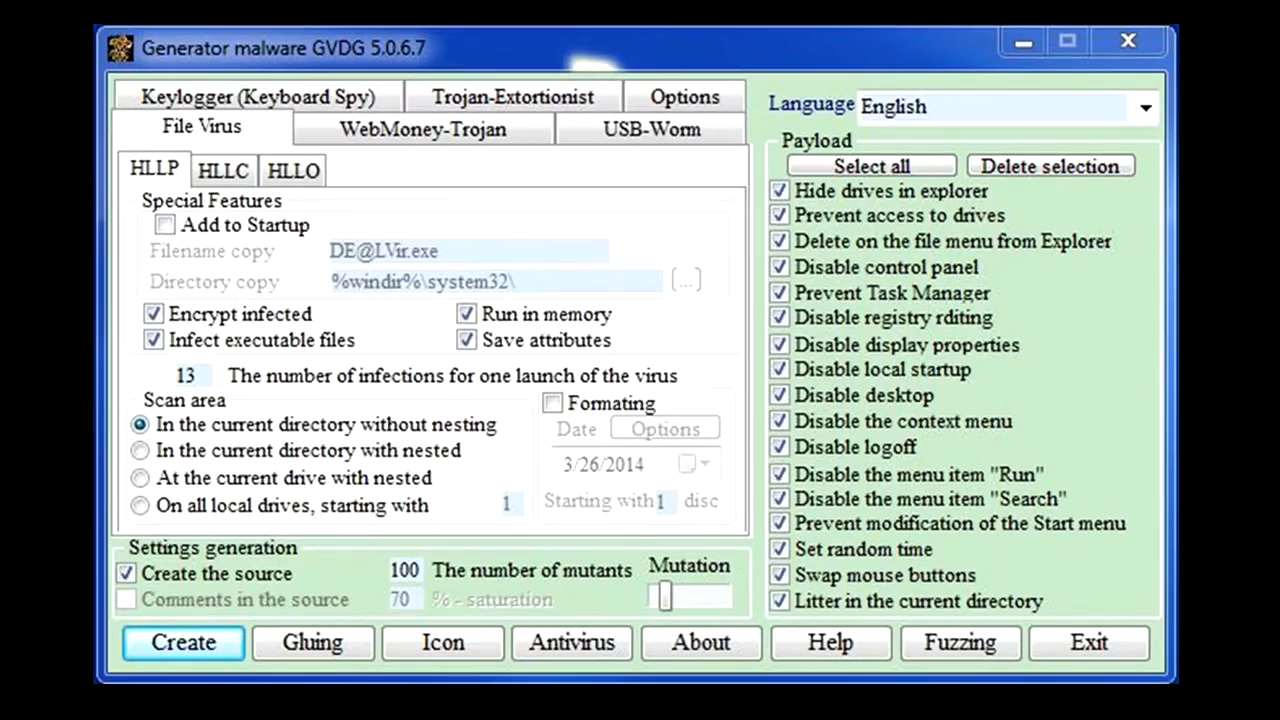 Generator malware GVDG 5.0.6.7
Keylogger (Keyboard Spy) Trojan-Extortionist Options
File Virus WebMoney-Trojan USB-Worm
HLLP HLLC HLLO
Special Features
Add to Startup
Filename copy DE@LVir.exe
Directory copy %windir%\system32\ [...]
Encrypt infected Run in memory
Infect executable files Save attributes
13 The number of infections for one launch of the virus
Scan area
In the current directory without nesting
In the current directory with nested
At the current drive with nested
On all local drives, starting with 1
Formating
Date Options
3/26/2014
Starting with 1 disc
Settings generation
Create the source 100 The number of mutants
Comments in the source 70 % - saturation
Mutation
Language English
Payload
Select all Delete selection
Hide drives in explorer
Prevent access to drives
Delete on the file menu from Explorer
Disable control panel
Prevent Task Manager
Disable registry rditing
Disable display properties
Disable local startup
Disable desktop
Disable the context menu
Disable logoff
Disable the menu item "Run"
Disable the menu item "Search"
Prevent modification of the Start menu
Set random time
Swap mouse buttons
Litter in the current directory
Create Gluing Icon Antivirus About Help Fuzzing Exit